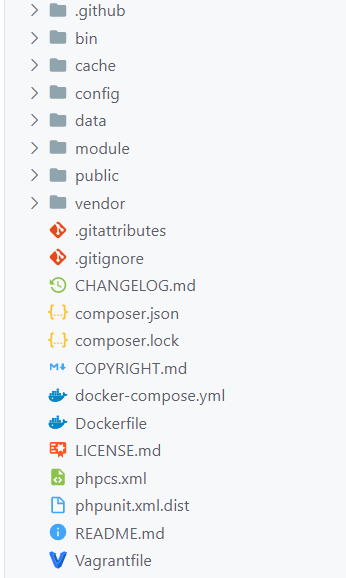 .github
bin
cache
config
data
module
public
vendor
.gitattributes
.gitignore
CHANGELOG.md
composer.json
composer.lock
COPYRIGHT.md
docker-compose.yml
Dockerfile
LICENSE.md
phpcs.xml
phpunit.xml.dist
README.md
Vagrantfile